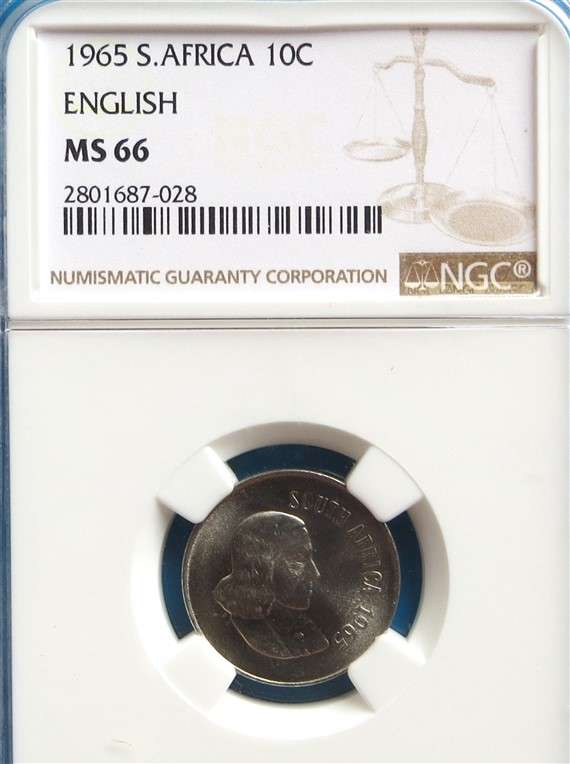 1965 S.AFRICA 10C
ENGLISH
MS 66
2801687-028
NUMISMATIC GUARANTY CORPORATION
NGC®
SOUTH AFRICA 1965